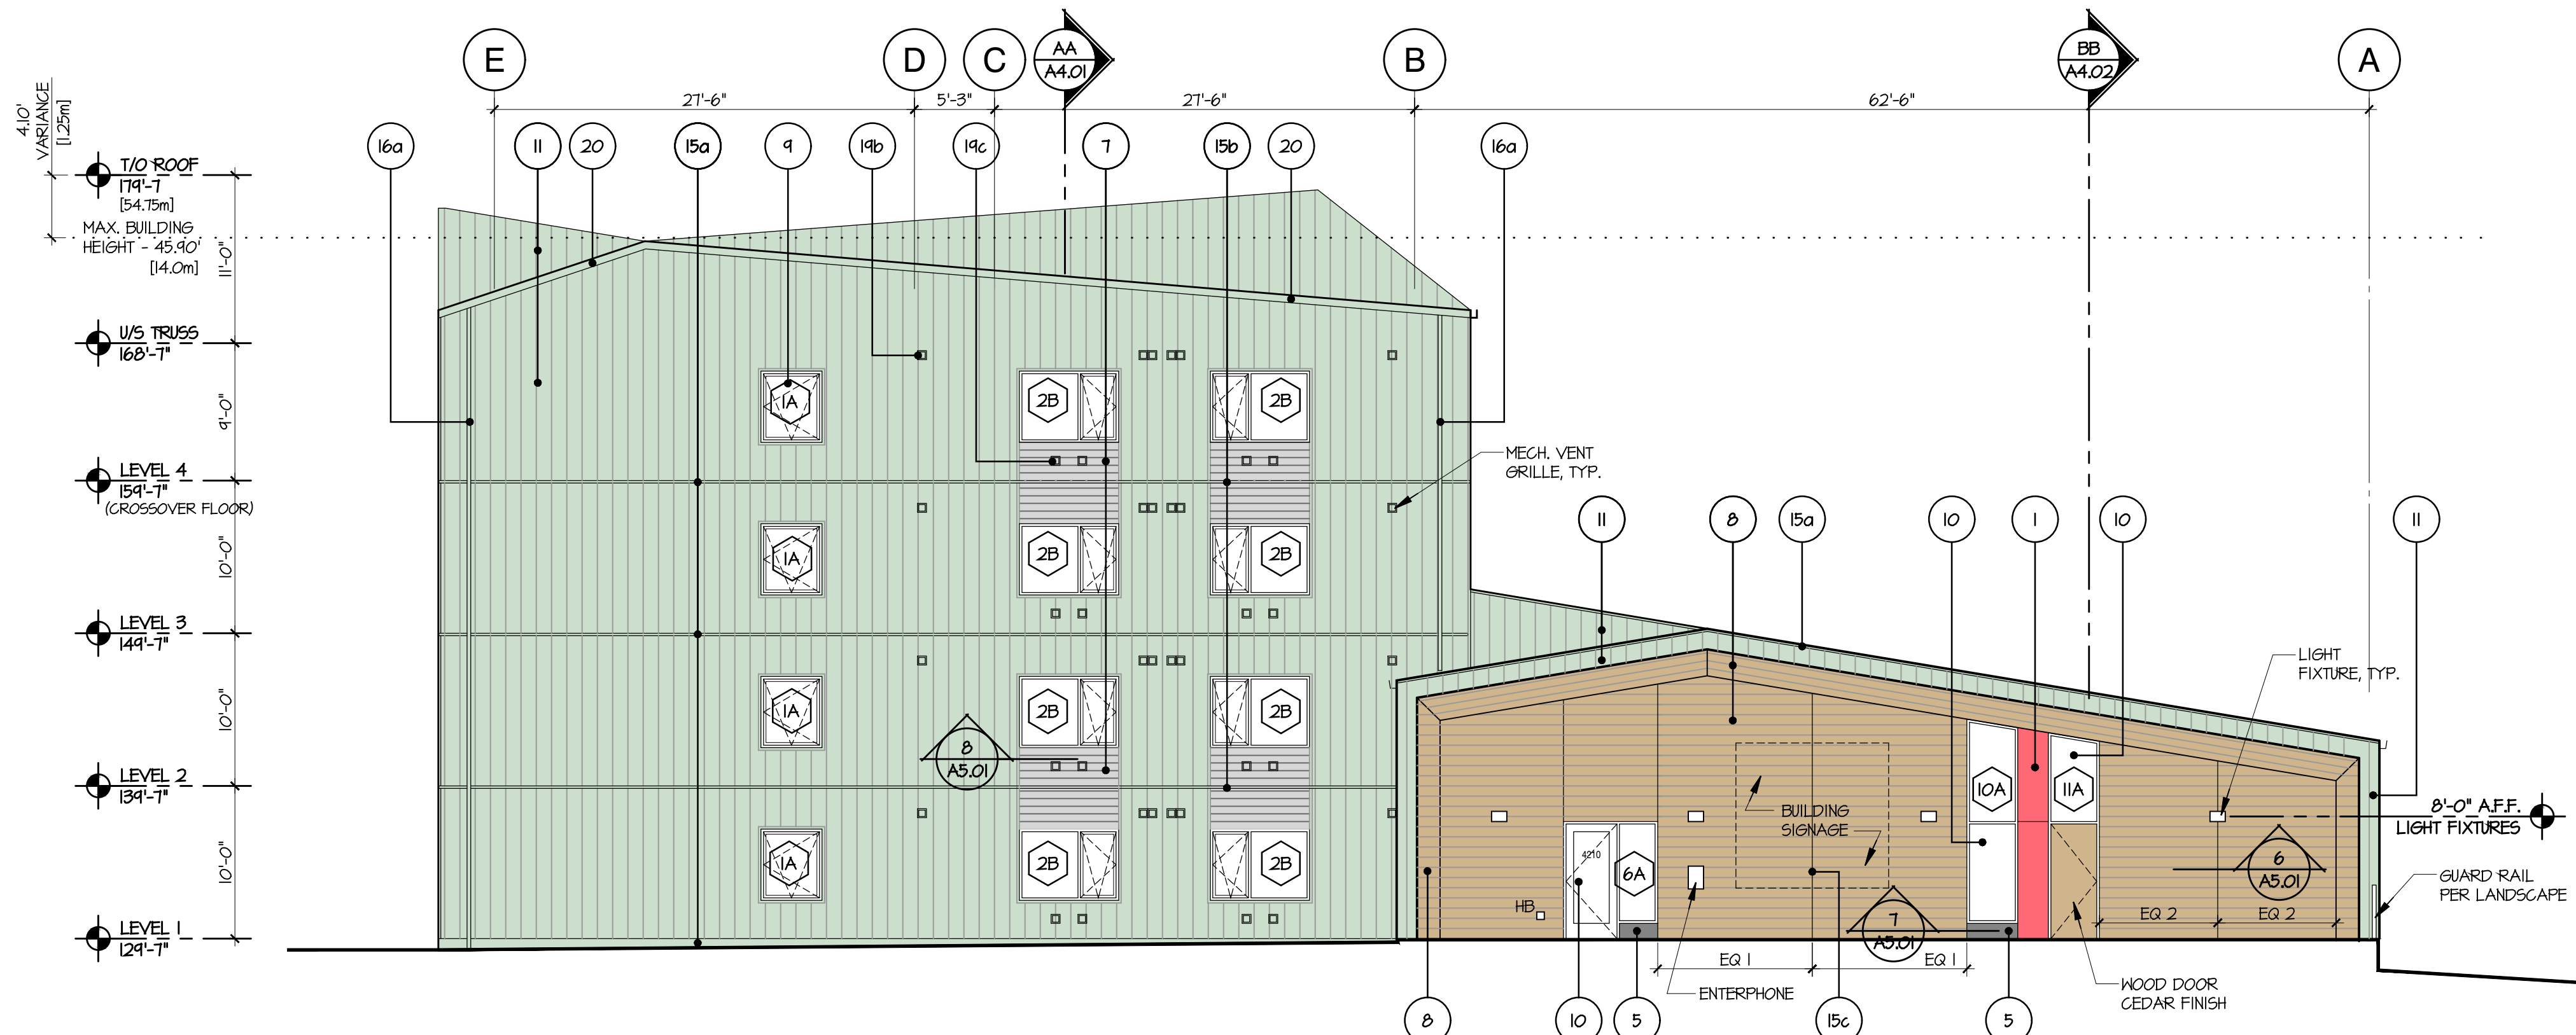 E
D
C
AA
A4.01
B
BB
A4.02
A
27'-6"
5'-3"
27'-6"
62'-6"
4.10'
VARIANCE
[1.25m]
16a
11
20
15a
9
19b
19c
7
15b
20
16a
T/O ROOF
179'-7
[54.75m]
MAX. BUILDING
HEIGHT - 45.90'
[14.0m]
11'-0"
U/S TRUSS
168'-7"
9'-0"
1A
2B
2B
MECH. VENT
GRILLE, TYP.
LEVEL 4
159'-7"
(CROSSOVER FLOOR)
10'-0"
11
8
15a
10
1
10
11
1A
2B
2B
LEVEL 3
149'-7"
LIGHT
FIXTURE, TYP.
10'-0"
1A
2B
2B
8
A5.01
LEVEL 2
139'-7"
10A
11A
BUILDING
SIGNAGE
8'-0" A.F.F.
LIGHT FIXTURES
10'-0"
1A
2B
2B
4210
6A
6
A5.01
GUARD RAIL
PER LANDSCAPE
HB
EQ 2
EQ 2
7
A5.01
LEVEL 1
129'-7"
EQ 1
EQ 1
ENTERPHONE
WOOD DOOR
CEDAR FINISH
8
10
5
15c
5